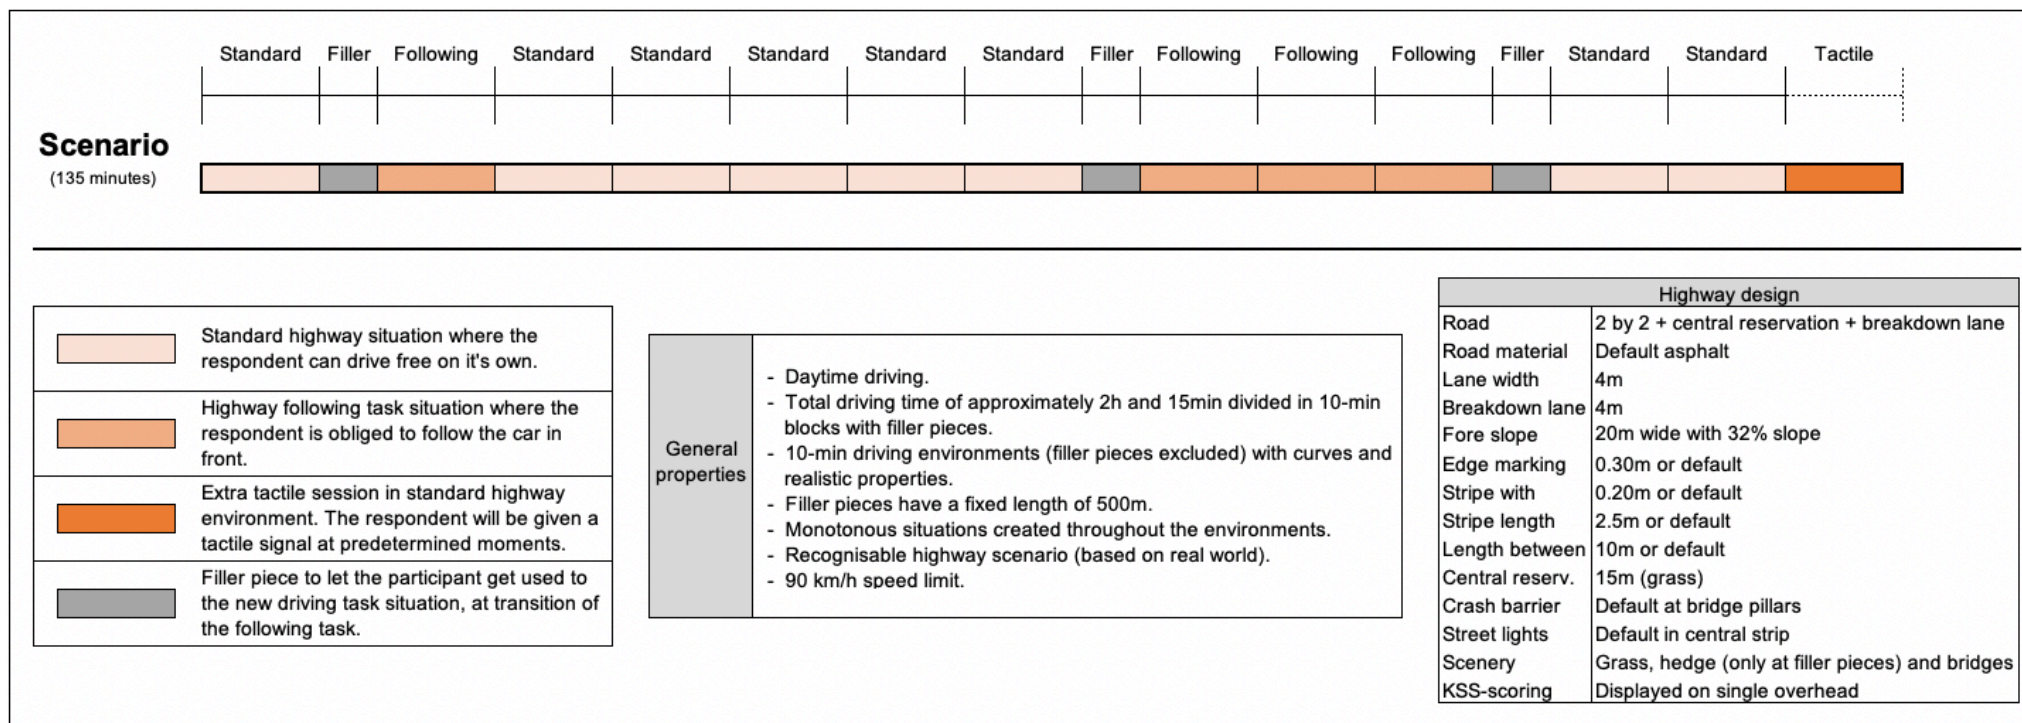 Standard Filler Following Standard Standard Standard Standard Standard Filler Following Following Following Filler Standard Standard Tactile
Scenario
(135 minutes)
Standard highway situation where the
respondent can drive free on it's own.
Highway following task situation where the
respondent is obliged to follow the car in
front.
Extra tactile session in standard highway
environment. The respondent will be given a
tactile signal at predetermined moments.
Filler piece to let the participant get used to
the new driving task situation, at transition of
the following task.
General
properties
- Daytime driving.
- Total driving time of approximately 2h and 15min divided in 10-min
blocks with filler pieces.
- 10-min driving environments (filler pieces excluded) with curves and
realistic properties.
- Filler pieces have a fixed length of 500m.
- Monotonous situations created throughout the environments.
- Recognisable highway scenario (based on real world).
- 90 km/h speed limit.
Highway design
Road 2 by 2 + central reservation + breakdown lane
Road material Default asphalt
Lane width 4m
Breakdown lane 4m
Fore slope 20m wide with 32% slope
Edge marking 0.30m or default
Stripe with 0.20m or default
Stripe length 2.5m or default
Length between 10m or default
Central reserv. 15m (grass)
Crash barrier Default at bridge pillars
Street lights Default in central strip
Scenery Grass, hedge (only at filler pieces) and bridges
KSS-scoring Displayed on single overhead